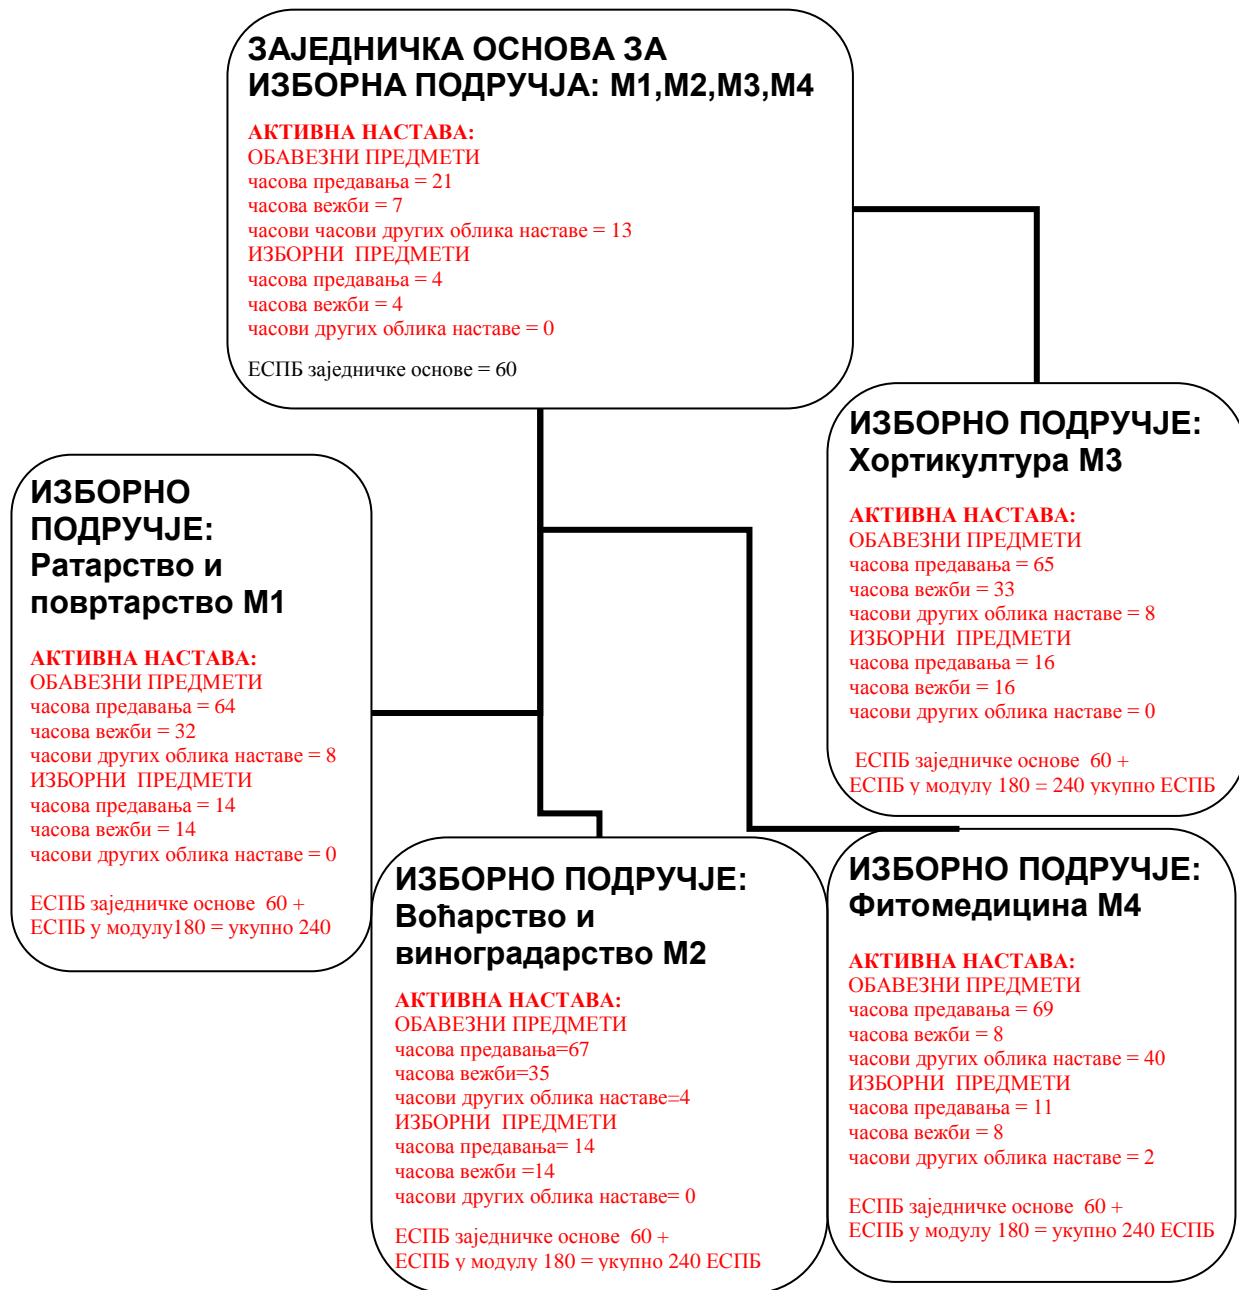 ЗАЈЕДНИЧКА ОСНОВА ЗА
ИЗБОРНА ПОДРУЧЈА: М1,М2,М3,М4
АКТИВНА НАСТАВА:
ОБАВЕЗНИ ПРЕДМЕТИ
часова предавања = 21
часова вежби = 7
часови часови других облика наставе = 13
ИЗБОРНИ ПРЕДМЕТИ
часова предавања = 4
часова вежби = 4
часови других облика наставе = 0
ЕСПБ заједничке основе = 60
ИЗБОРНО
ПОДРУЧЈЕ:
Ратарство и
повртарство М1
АКТИВНА НАСТАВА:
ОБАВЕЗНИ ПРЕДМЕТИ
часова предавања = 64
часова вежби = 32
часови других облика наставе = 8
ИЗБОРНИ ПРЕДМЕТИ
часова предавања = 14
часова вежби = 14
часови других облика наставе = 0
ЕСПБ заједничке основе 60 +
ЕСПБ у модулу180 = укупно 240
ИЗБОРНО ПОДРУЧЈЕ:
Воћарство и
виноградарство М2
АКТИВНА НАСТАВА:
ОБАВЕЗНИ ПРЕДМЕТИ
часова предавања=67
часова вежби=35
часови других облика наставе=4
ИЗБОРНИ ПРЕДМЕТИ
часова предавања= 14
часова вежби =14
часови других облика наставе= 0
ЕСПБ заједничке основе 60 +
ЕСПБ у модулу 180 = укупно 240 ЕСПБ
ИЗБОРНО ПОДРУЧЈЕ:
Хортикултура М3
АКТИВНА НАСТАВА:
ОБАВЕЗНИ ПРЕДМЕТИ
часова предавања = 65
часова вежби = 33
часови других облика наставе = 8
ИЗБОРНИ ПРЕДМЕТИ
часова предавања = 16
часова вежби = 16
часови других облика наставе = 0
ЕСПБ заједничке основе 60 +
ЕСПБ у модулу 180 = 240 укупно ЕСПБ
ИЗБОРНО ПОДРУЧЈЕ:
Фитомедицина М4
АКТИВНА НАСТАВА:
ОБАВЕЗНИ ПРЕДМЕТИ
часова предавања = 69
часова вежби = 8
часови других облика наставе = 40
ИЗБОРНИ ПРЕДМЕТИ
часова предавања = 11
часова вежби = 8
часови других облика наставе = 2
ЕСПБ заједничке основе 60 +
ЕСПБ у модулу 180 = укупно 240 ЕСПБ